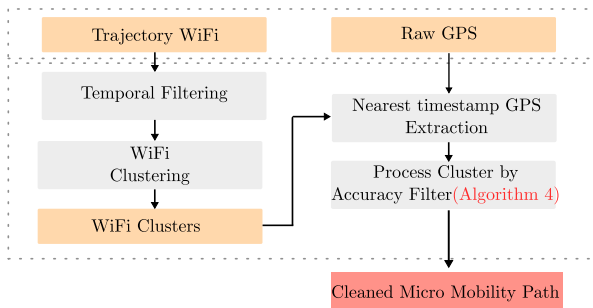 Trajectory WiFi
Raw GPS
Temporal Filtering
Nearest timestamp GPS
Extraction
WiFi
Clustering
Process Cluster by
Accuracy Filter(Algorithm 4)
WiFi Clusters
Cleaned Micro Mobility Path